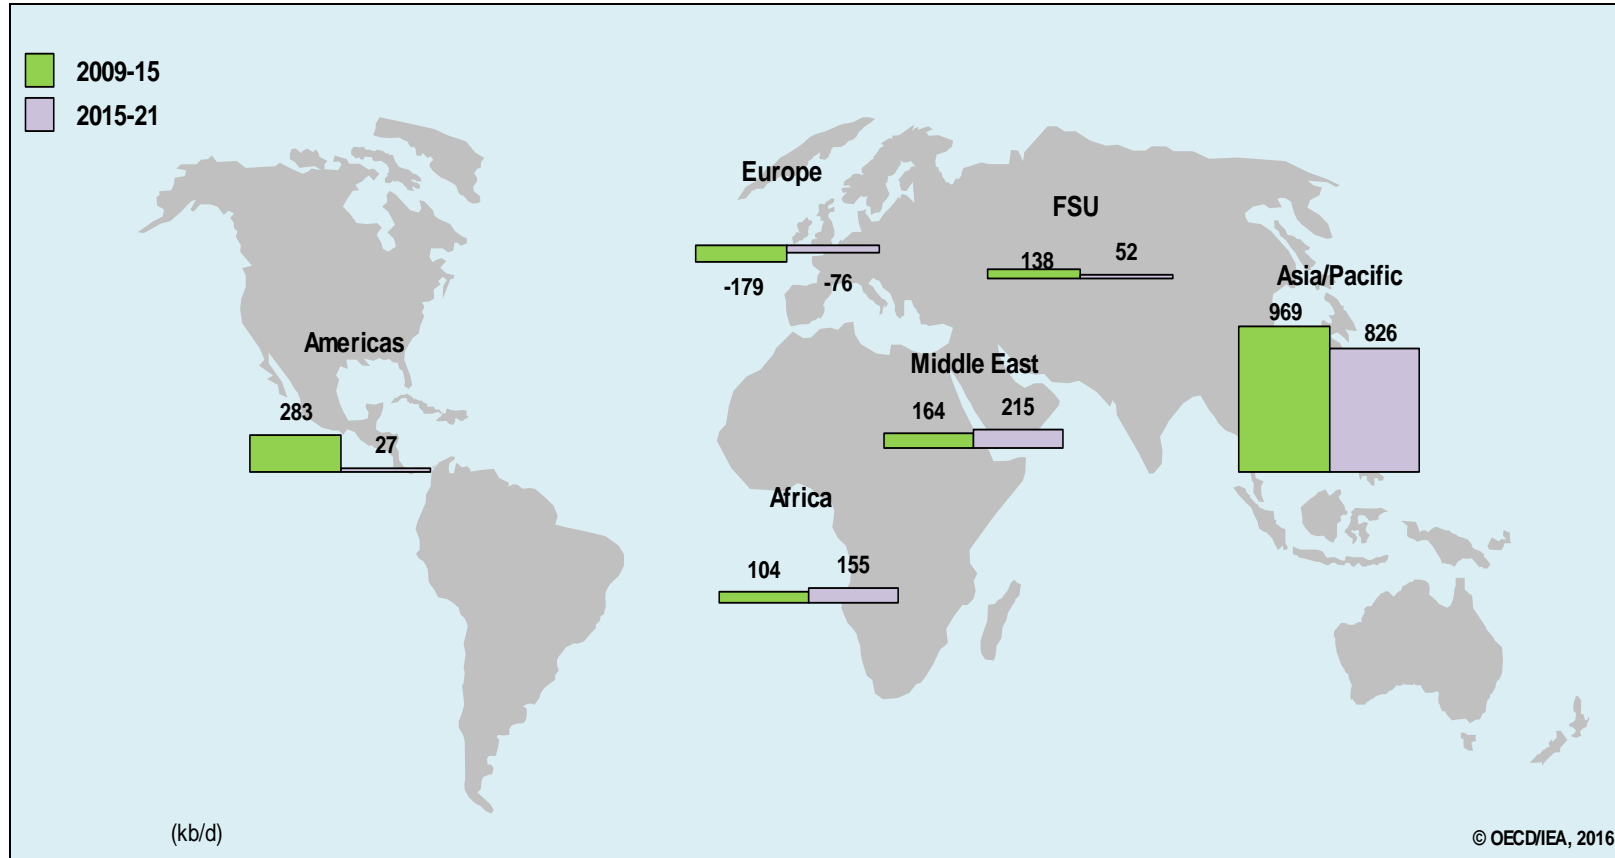 2009-15
2015-21
Europe
-179
-76
FSU
138
52
Asia/Pacific
969
826
Americas
283
27
Middle East
164
215
Africa
104
155
(kb/d)
© OECD/IEA, 2016